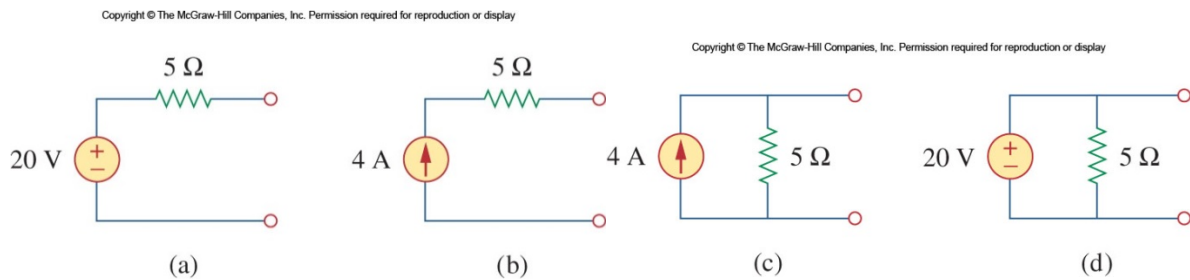 Copyright © The McGraw-Hill Companies, Inc. Permission required for reproduction or display
Copyright © The McGraw-Hill Companies, Inc. Permission required for reproduction or display
5 Ω
20 V
+
−
(a)
5 Ω
4 A
(b)
4 A
5 Ω
(c)
20 V
+
−
5 Ω
(d)